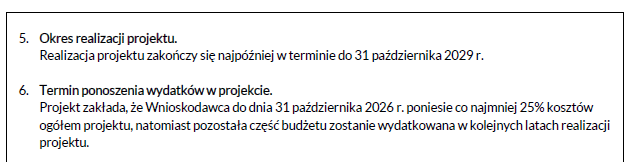 5. Okres realizacji projektu.
Realizacja projektu zakończy się najpóźniej w terminie do 31 października 2029 r.
6. Termin ponoszenia wydatków w projekcie.
Projekt zakłada, że Wnioskodawca do dnia 31 października 2026 r. poniesie co najmniej 25% kosztów
ogółem projektu, natomiast pozostała część budżetu zostanie wydatkowana w kolejnych latach realizacji
projektu.